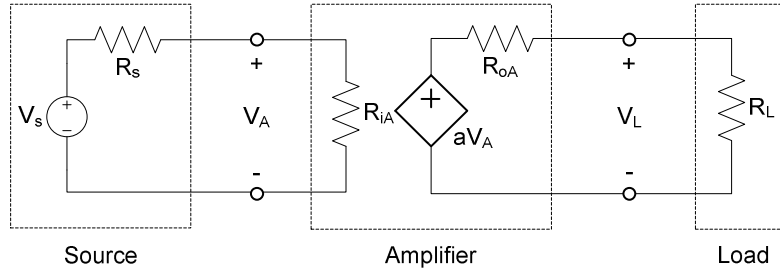 Rs
RoA
+
+
Vs
+
−
VA
RiA
+
aVA
VL
RL
-
-
Source
Amplifier
Load